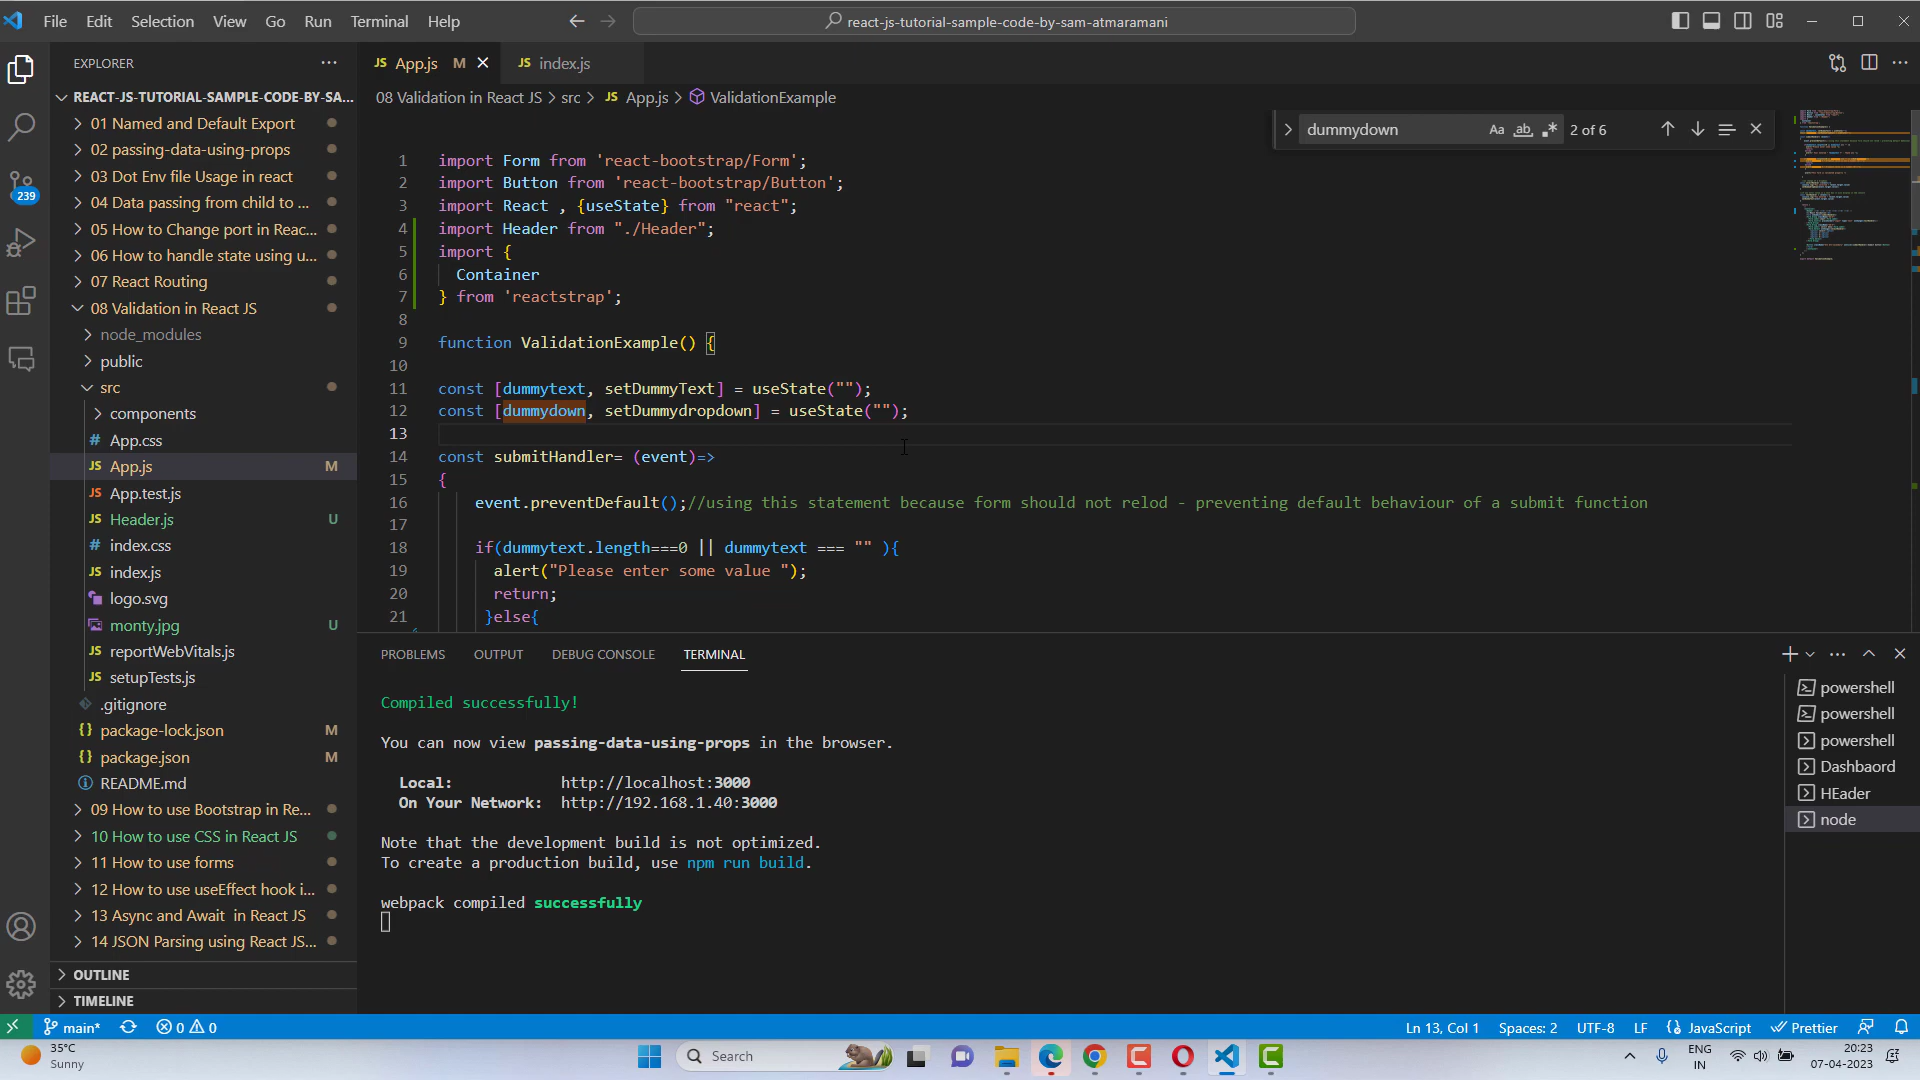 File Edit Selection View Go Run Terminal Help
react-js-tutorial-sample-code-by-sam-atmaramani
EXPLORER
REACT-JS-TUTORIAL-SAMPLE-CODE-BY-SA...
01 Named and Default Export
02 passing-data-using-props
03 Dot Env file Usage in react
04 Data passing from child to ...
05 How to Change port in Reac...
06 How to handle state using u...
07 React Routing
08 Validation in React JS
node_modules
public
src
components
# App.css
JS App.js M
JS App.test.js
JS Header.js U
# index.css
JS index.js
logo.svg
monty.jpg U
JS reportWebVitals.js
JS setupTests.js
.gitignore
{} package-lock.json M
{} package.json M
README.md
09 How to use Bootstrap in Re...
10 How to use CSS in React JS
11 How to use forms
12 How to use useEffect hook i...
13 Async and Await in React JS
14 JSON Parsing using React JS...
OUTLINE
TIMELINE
239
JS App.js M
JS index.js
08 Validation in React JS > src > JS App.js > ValidationExample
dummydown Aa ab 2 of 6
1 import Form from 'react-bootstrap/Form';
2 import Button from 'react-bootstrap/Button';
3 import React , {useState} from "react";
4 import Header from "./Header";
5 import {
6 Container
7 } from 'reactstrap';
8
9 function ValidationExample() {
10
11 const [dummytext, setDummyText] = useState("");
12 const [dummydown, setDummydropdown] = useState("");
13
14 const submitHandler= (event)=>
15 {
16 event.preventDefault();//using this statement because form should not relod - preventing default behaviour of a submit function
17
18 if(dummytext.length===0 || dummytext === "" ){
19 alert("Please enter some value ");
20 return;
21 }else{
PROBLEMS OUTPUT DEBUG CONSOLE TERMINAL
Compiled successfully!
You can now view passing-data-using-props in the browser.
Local: http://localhost:3000
On Your Network: http://192.168.1.40:3000
Note that the development build is not optimized.
To create a production build, use npm run build.
webpack compiled successfully
powershell
powershell
powershell
Dashbaord
HEader
node
main* 0 0
Ln 13, Col 1 Spaces: 2 UTF-8 LF {} JavaScript Prettier
35°C
Sunny
Search
ENG
IN
20:23
07-04-2023